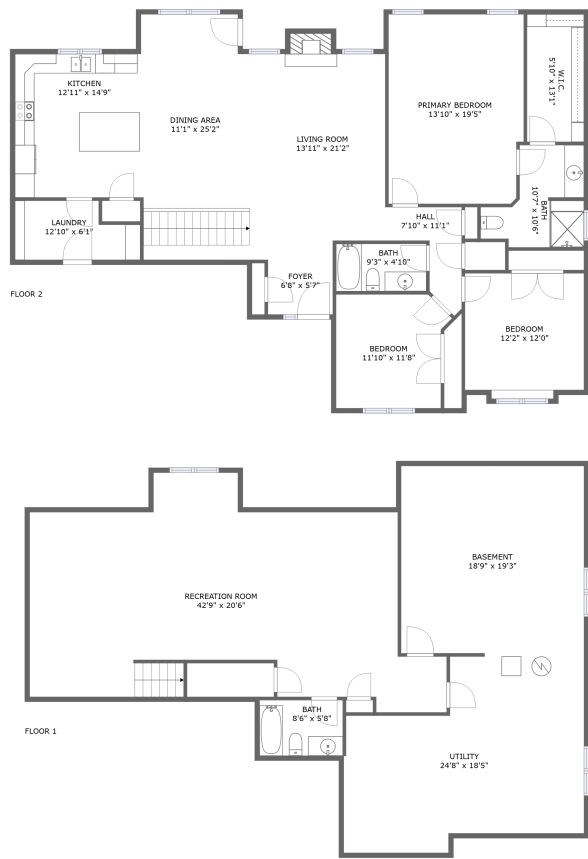 KITCHEN
12'11" x 14'9"
DINING AREA
11'1" x 25'2"
LIVING ROOM
13'11" x 21'2"
PRIMARY BEDROOM
13'10" x 19'5"
W.I.C.
5'10" x 13'1"
BATH
10'7" x 10'6"
HALL
7'10" x 11'1"
LAUNDRY
12'10" x 6'1"
BATH
9'3" x 4'10"
FOYER
6'8" x 5'7"
FLOOR 2
BEDROOM
11'10" x 11'8"
BEDROOM
12'2" x 12'0"
BASEMENT
18'9" x 19'3"
RECREATION ROOM
42'9" x 20'6"
BATH
8'6" x 5'8"
FLOOR 1
UTILITY
24'8" x 18'5"